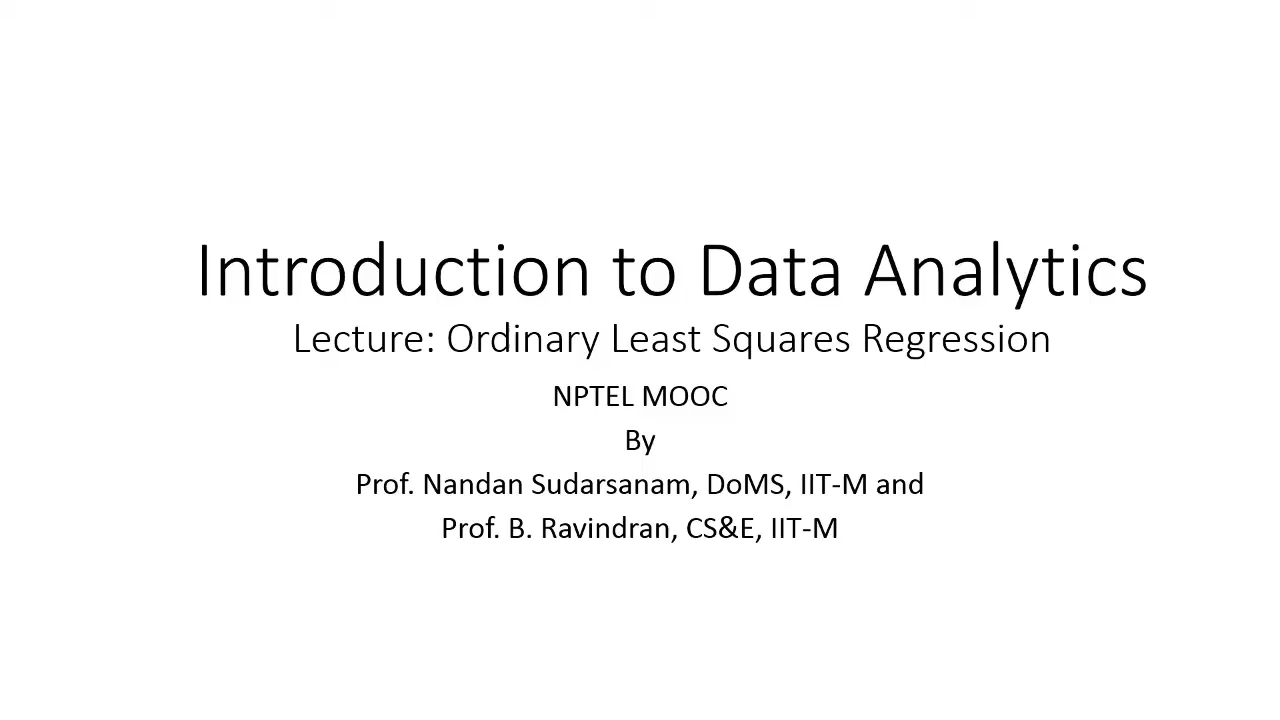 Introduction to Data Analytics
Lecture: Ordinary Least Squares Regression
NPTEL MOOC
By
Prof. Nandan Sudarsanam, DoMS, IIT-M and
Prof. B. Ravindran, CS&E, IIT-M